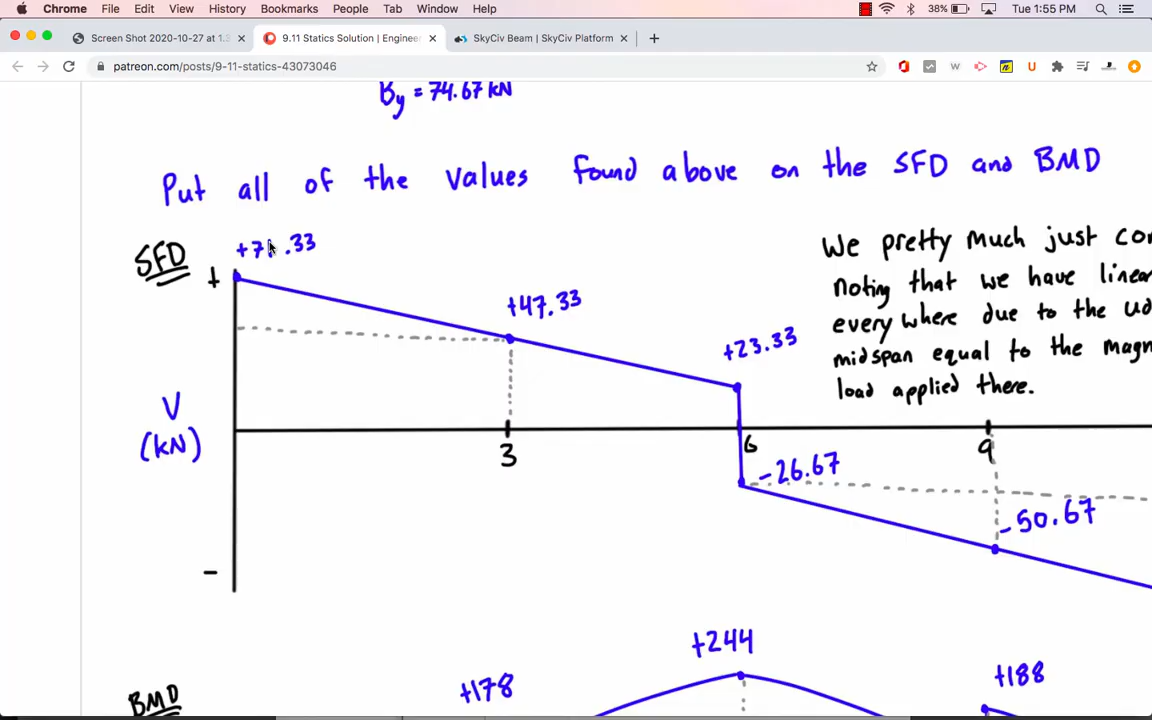 Chrome File Edit View History Bookmarks People Tab Window Help 38% Tue 1:55 PM
Screen Shot 2020-10-27 at 1.3 9.11 Statics Solution | Enginee SkyCiv Beam | SkyCiv Platform
patreon.com/posts/9-11-statics-43073046
By = 74.67 kN
Put all of the values found above on the SFD and BMD
SFD
+ .33
+
+47.33
+23.33
We pretty much just con
noting that we have linea
everywhere due to the ud
midspan equal to the magn
load applied there.
V
(kN)
3
6
9
-26.67
-50.67
-
+244
+178
+188
BMD